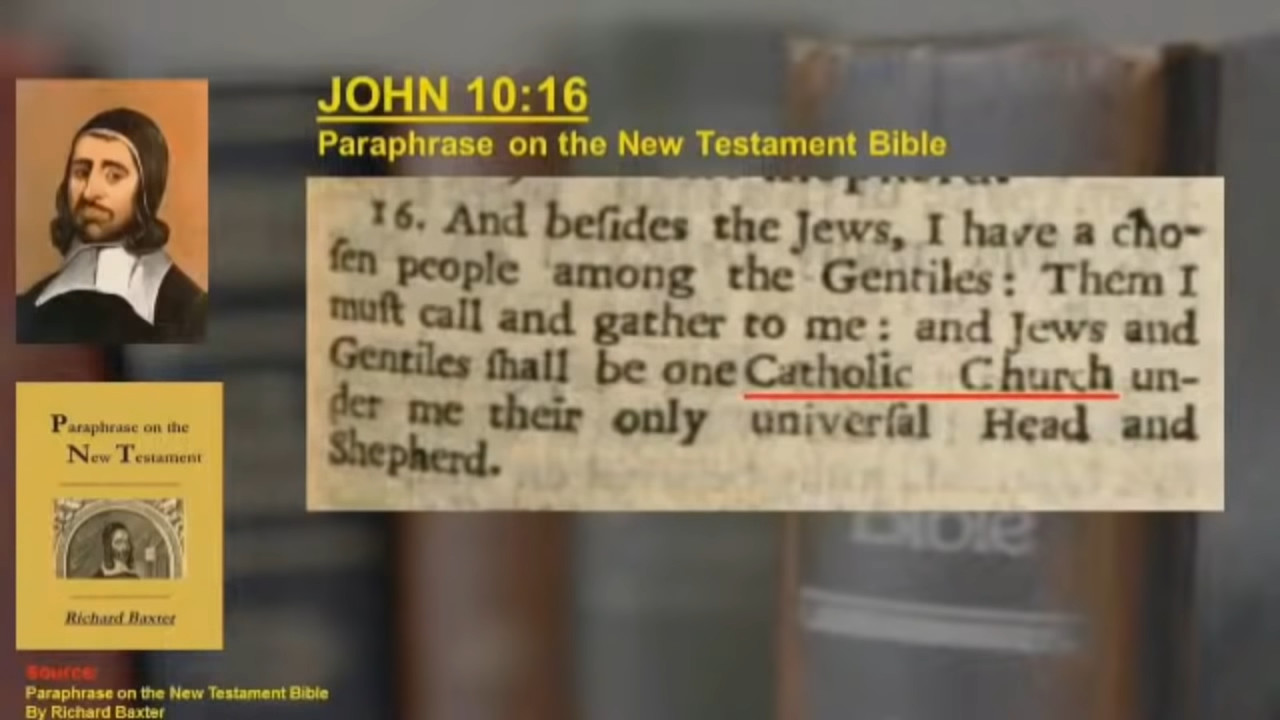 JOHN 10:16
Paraphrase on the New Testament Bible
16. And beſides the Jews, I have a cho-
ſen people among the Gentiles: Them I
muſt call and gather to me: and Jews and
Gentiles ſhall be one Catholic Church un-
der me their only univerſal Head and
Shepherd.
Paraphrase on the
New Testament
Richard Baxter
Bible
Source:
Paraphrase on the New Testament Bible
By Richard Baxter